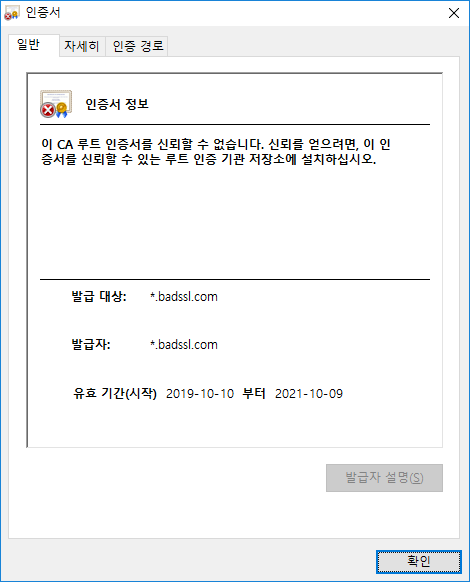 인증서
일반 자세히 인증 경로
인증서 정보
이 CA 루트 인증서를 신뢰할 수 없습니다. 신뢰를 얻으려면, 이 인
증서를 신뢰할 수 있는 루트 인증 기관 저장소에 설치하십시오.
발급 대상: *.badssl.com
발급자: *.badssl.com
유효 기간(시작) 2019-10-10 부터 2021-10-09
발급자 설명(S)
확인